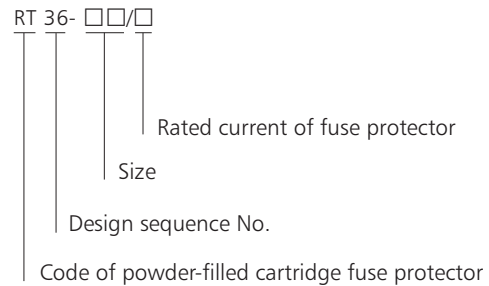 RT 36- □□/□
Rated current of fuse protector
Size
Design sequence No.
Code of powder-filled cartridge fuse protector